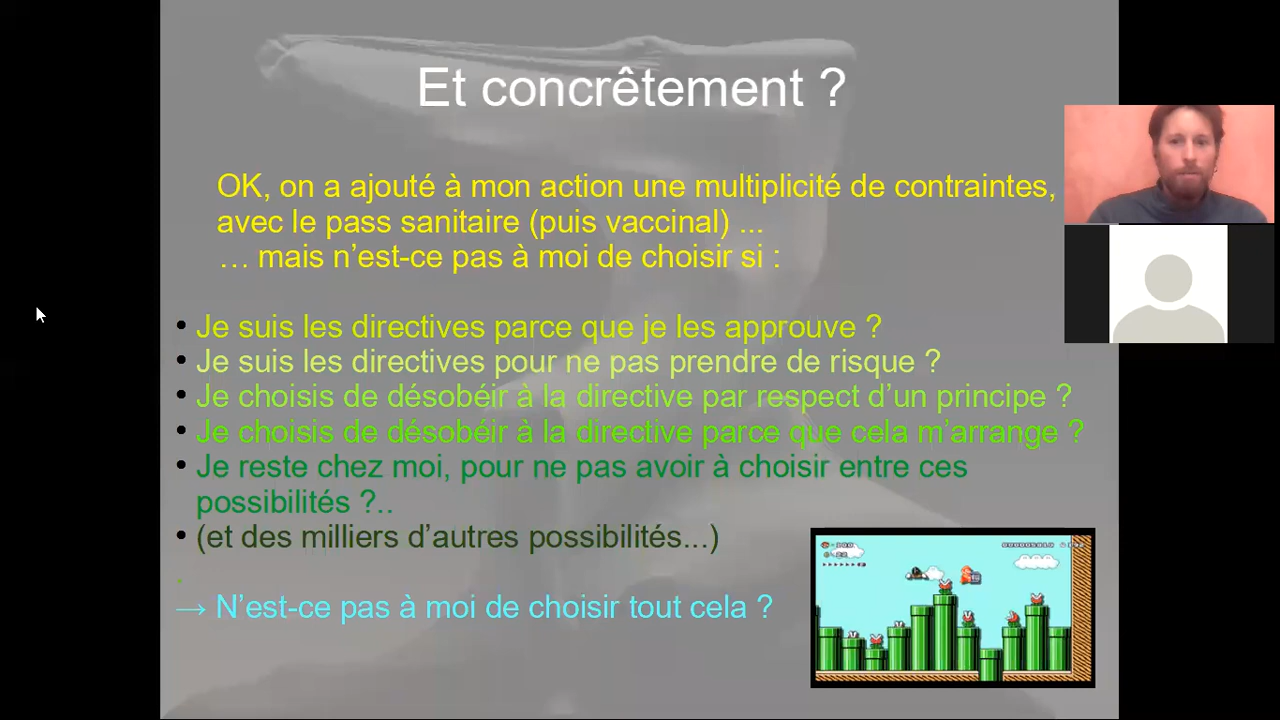 Et concrêtement ?
OK, on a ajouté à mon action une multiplicité de contraintes,
avec le pass sanitaire (puis vaccinal) ...
… mais n’est-ce pas à moi de choisir si :
• Je suis les directives parce que je les approuve ?
• Je suis les directives pour ne pas prendre de risque ?
• Je choisis de désobéir à la directive par respect d’un principe ?
• Je choisis de désobéir à la directive parce que cela m’arrange ?
• Je reste chez moi, pour ne pas avoir à choisir entre ces
possibilités ?..
• (et des milliers d’autres possibilités...)
.
→ N’est-ce pas à moi de choisir tout cela ?